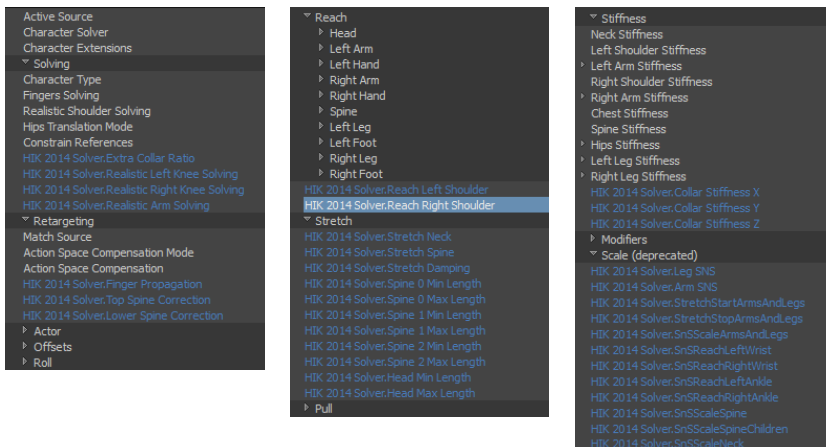 Active Source
Character Solver
Character Extensions
Solving
Character Type
Fingers Solving
Realistic Shoulder Solving
Hips Translation Mode
Constrain References
HIK 2014 Solver.Extra Collar Ratio
HIK 2014 Solver.Realistic Left Knee Solving
HIK 2014 Solver.Realistic Right Knee Solving
HIK 2014 Solver.Realistic Arm Solving
Retargeting
Match Source
Action Space Compensation Mode
Action Space Compensation
HIK 2014 Solver.Finger Propagation
HIK 2014 Solver.Top Spine Correction
HIK 2014 Solver.Lower Spine Correction
Actor
Offsets
Roll
Reach
Head
Left Arm
Left Hand
Right Arm
Right Hand
Spine
Left Leg
Left Foot
Right Leg
Right Foot
HIK 2014 Solver.Reach Left Shoulder
HIK 2014 Solver.Reach Right Shoulder
Stretch
HIK 2014 Solver.Stretch Neck
HIK 2014 Solver.Stretch Spine
HIK 2014 Solver.Stretch Damping
HIK 2014 Solver.Spine 0 Min Length
HIK 2014 Solver.Spine 0 Max Length
HIK 2014 Solver.Spine 1 Min Length
HIK 2014 Solver.Spine 1 Max Length
HIK 2014 Solver.Spine 2 Min Length
HIK 2014 Solver.Spine 2 Max Length
HIK 2014 Solver.Head Min Length
HIK 2014 Solver.Head Max Length
Pull
Stiffness
Neck Stiffness
Left Shoulder Stiffness
Left Arm Stiffness
Right Shoulder Stiffness
Right Arm Stiffness
Chest Stiffness
Spine Stiffness
Hips Stiffness
Left Leg Stiffness
Right Leg Stiffness
HIK 2014 Solver.Collar Stiffness X
HIK 2014 Solver.Collar Stiffness Y
HIK 2014 Solver.Collar Stiffness Z
Modifiers
Scale (deprecated)
HIK 2014 Solver.Leg SNS
HIK 2014 Solver.Arm SNS
HIK 2014 Solver.StretchStartArmsAndLegs
HIK 2014 Solver.StretchStopArmsAndLegs
HIK 2014 Solver.SnSScaleArmsAndLegs
HIK 2014 Solver.SnSReachLeftWrist
HIK 2014 Solver.SnSReachRightWrist
HIK 2014 Solver.SnSReachLeftAnkle
HIK 2014 Solver.SnSReachRightAnkle
HIK 2014 Solver.SnSScaleSpine
HIK 2014 Solver.SnSScaleSpineChildren
HIK 2014 Solver.SnSScaleNeck